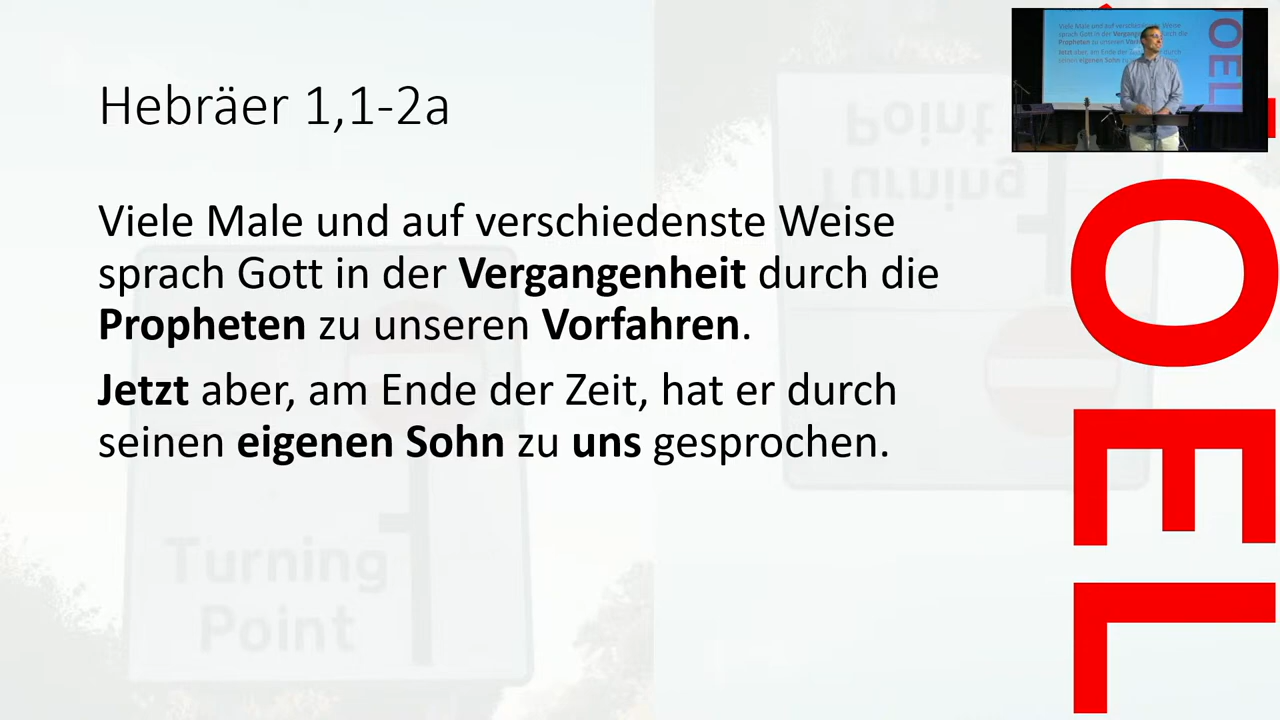 Hebräer 1,1-2a
Viele Male und auf verschiedenste Weise
sprach Gott in der Vergangenheit durch die
Propheten zu unseren Vorfahren.
Jetzt aber, am Ende der Zeit, hat er durch
seinen eigenen Sohn zu uns gesprochen.
OEL
Turning
Point
Turning
Point